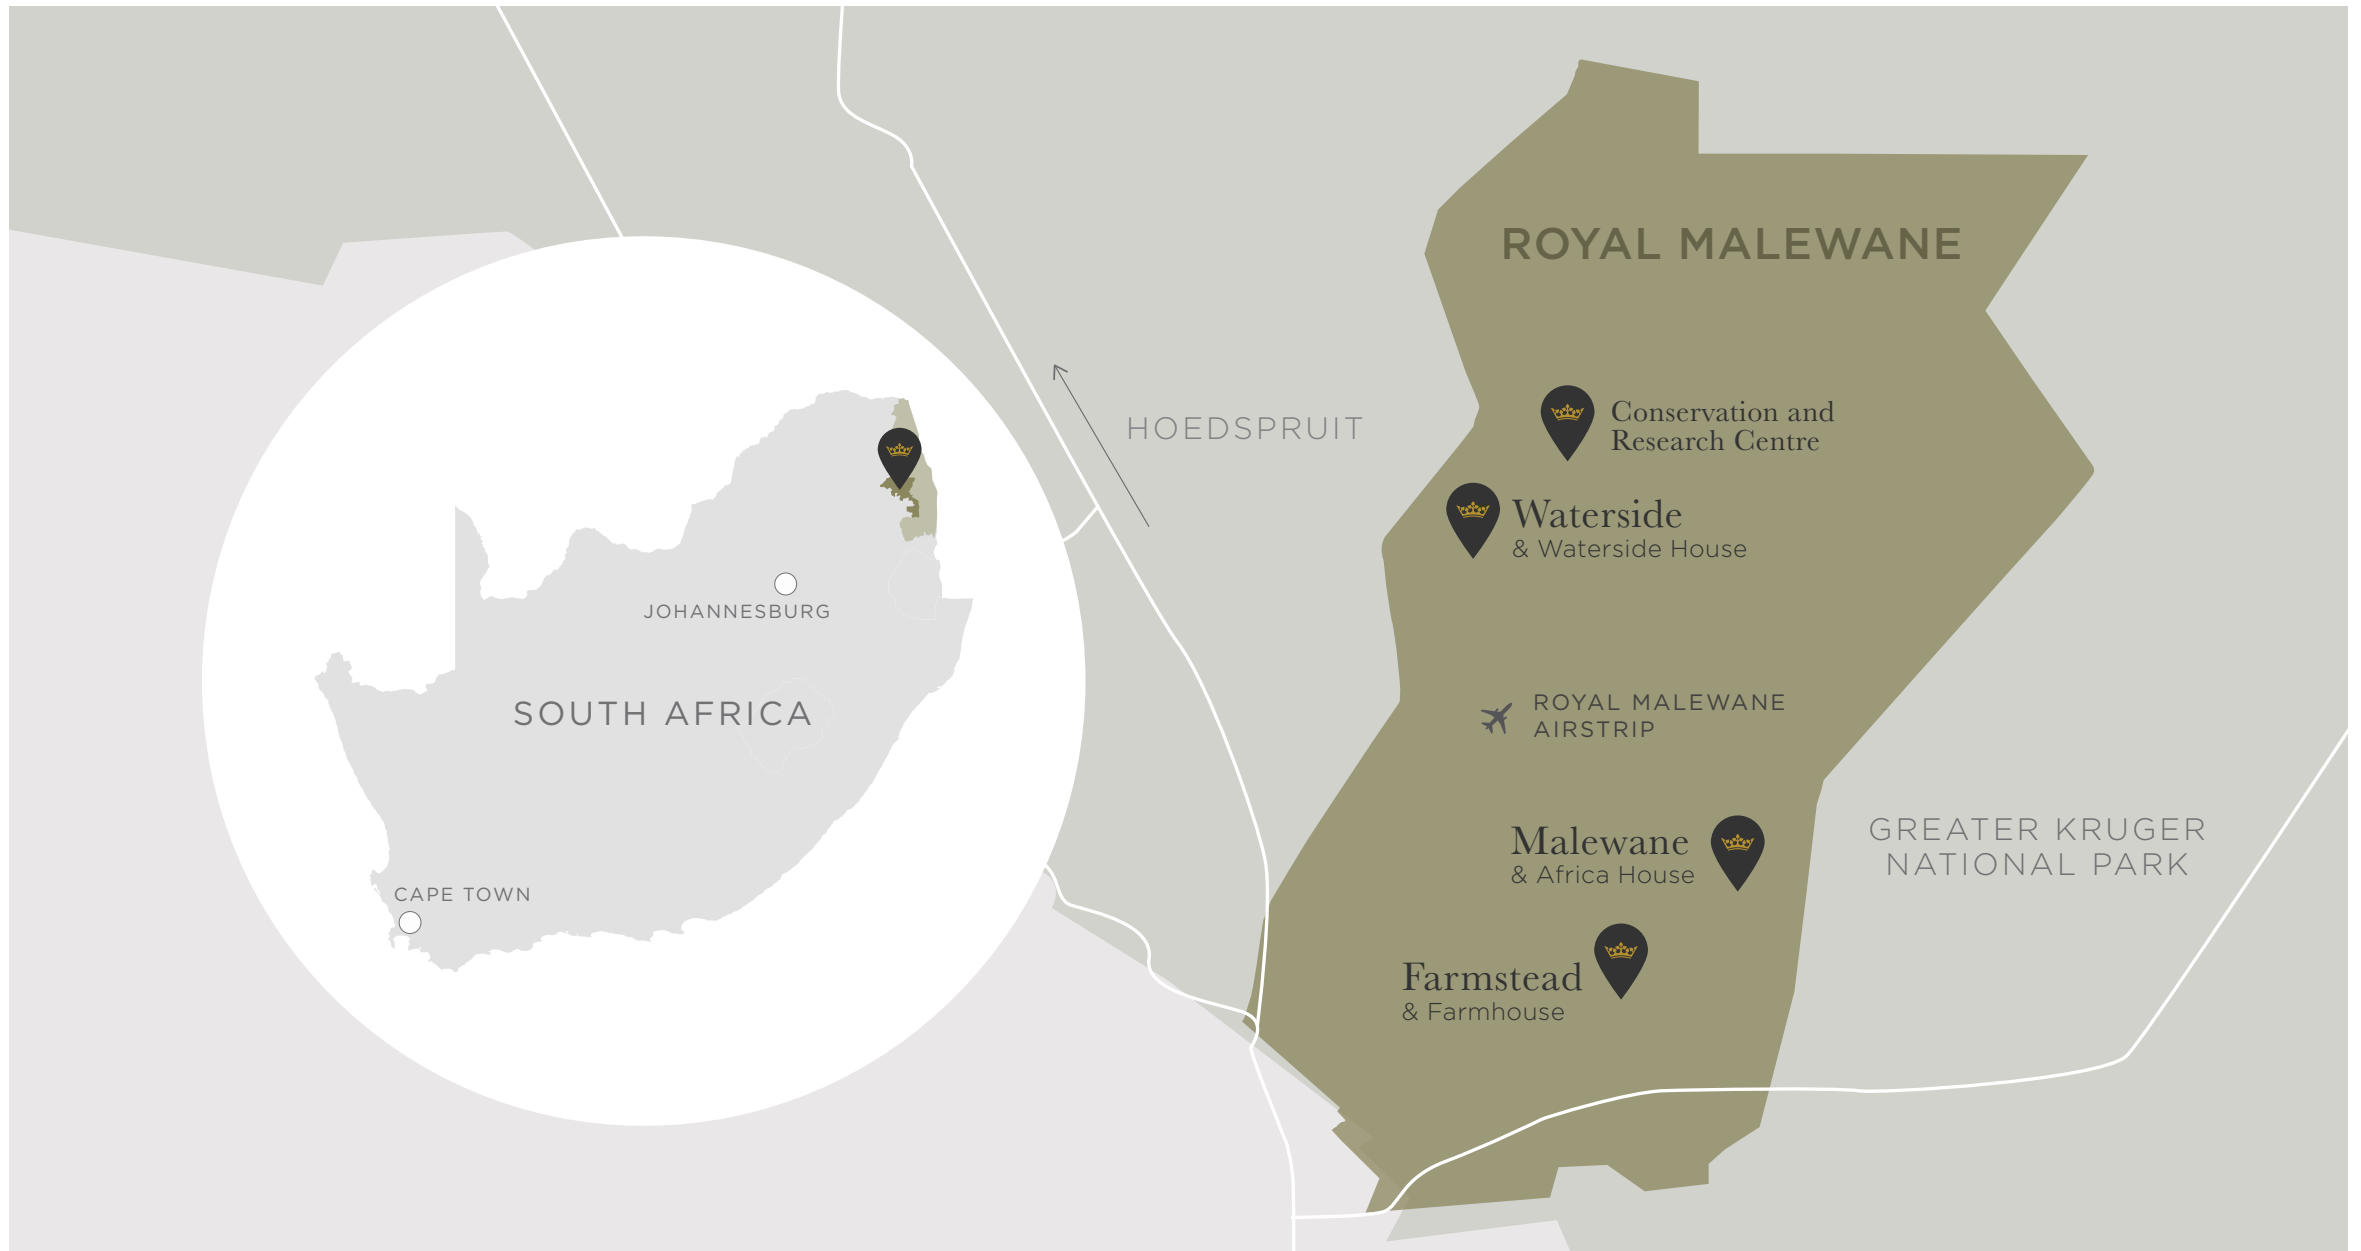 ROYAL MALEWANE
HOEDSPRUIT
Conservation and
Research Centre
Waterside
& Waterside House
JOHANNESBURG
SOUTH AFRICA
ROYAL MALEWANE
AIRSTRIP
Malewane
& Africa House
GREATER KRUGER
NATIONAL PARK
CAPE TOWN
Farmstead
& Farmhouse